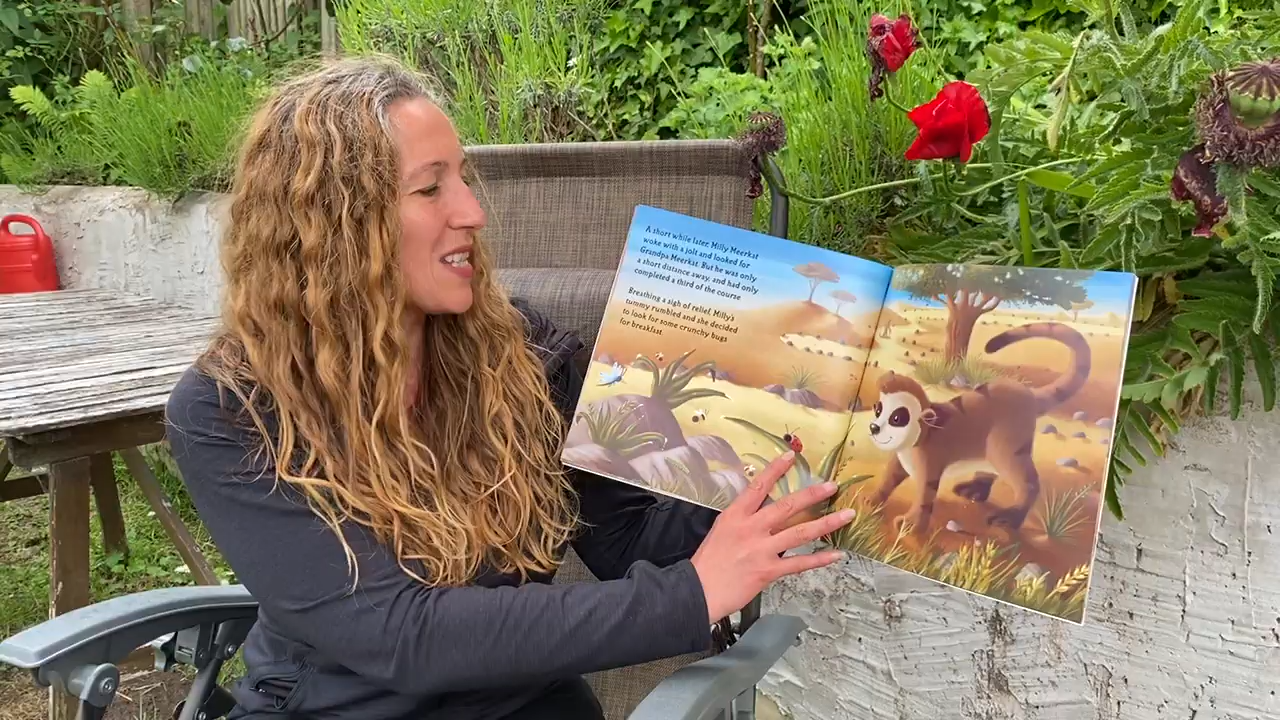 A short while later, Milly Meerkat
woke with a jolt and looked for
Grandpa Meerkat. But he was only
a short distance away, and had only
completed a third of the course
Breathing a sigh of relief, Milly's
tummy rumbled and she decided
to look for some crunchy bugs
for breakfast.